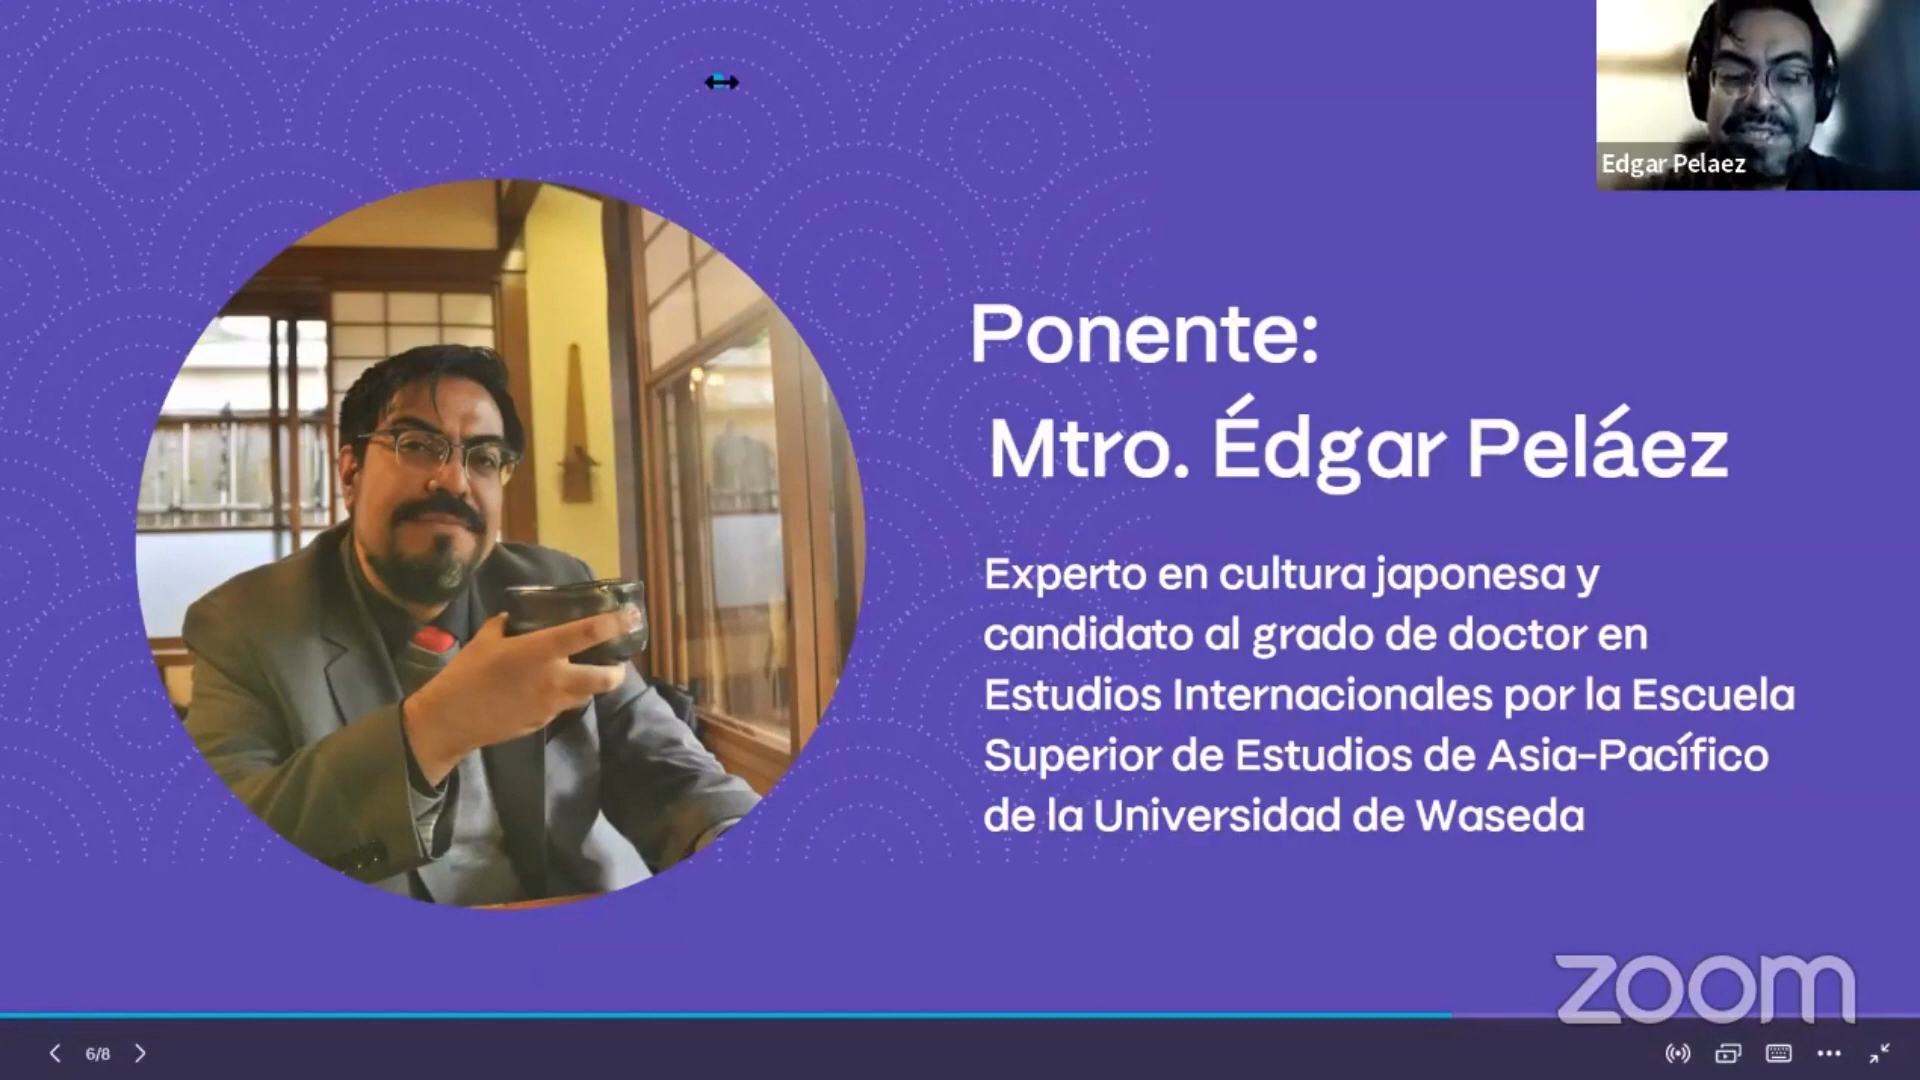 Edgar Pelaez
Ponente:
Mtro. Édgar Peláez
Experto en cultura japonesa y
candidato al grado de doctor en
Estudios Internacionales por la Escuela
Superior de Estudios de Asia-Pacífico
de la Universidad de Waseda
zoom
6/8